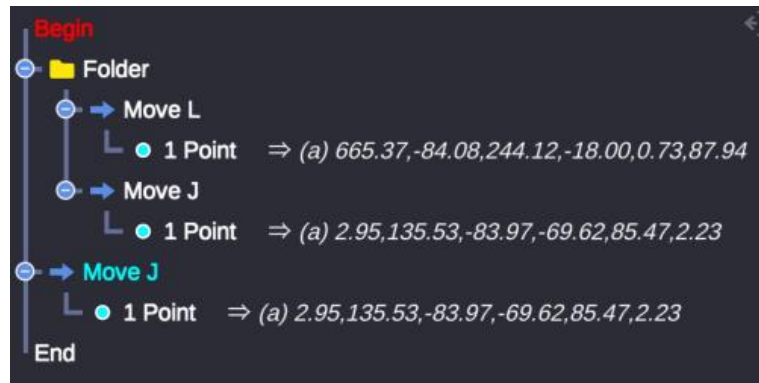 Begin
Folder
Move L
1 Point ⇒ (a) 665.37,-84.08,244.12,-18.00,0.73,87.94
Move J
1 Point ⇒ (a) 2.95,135.53,-83.97,-69.62,85.47,2.23
Move J
1 Point ⇒ (a) 2.95,135.53,-83.97,-69.62,85.47,2.23
End